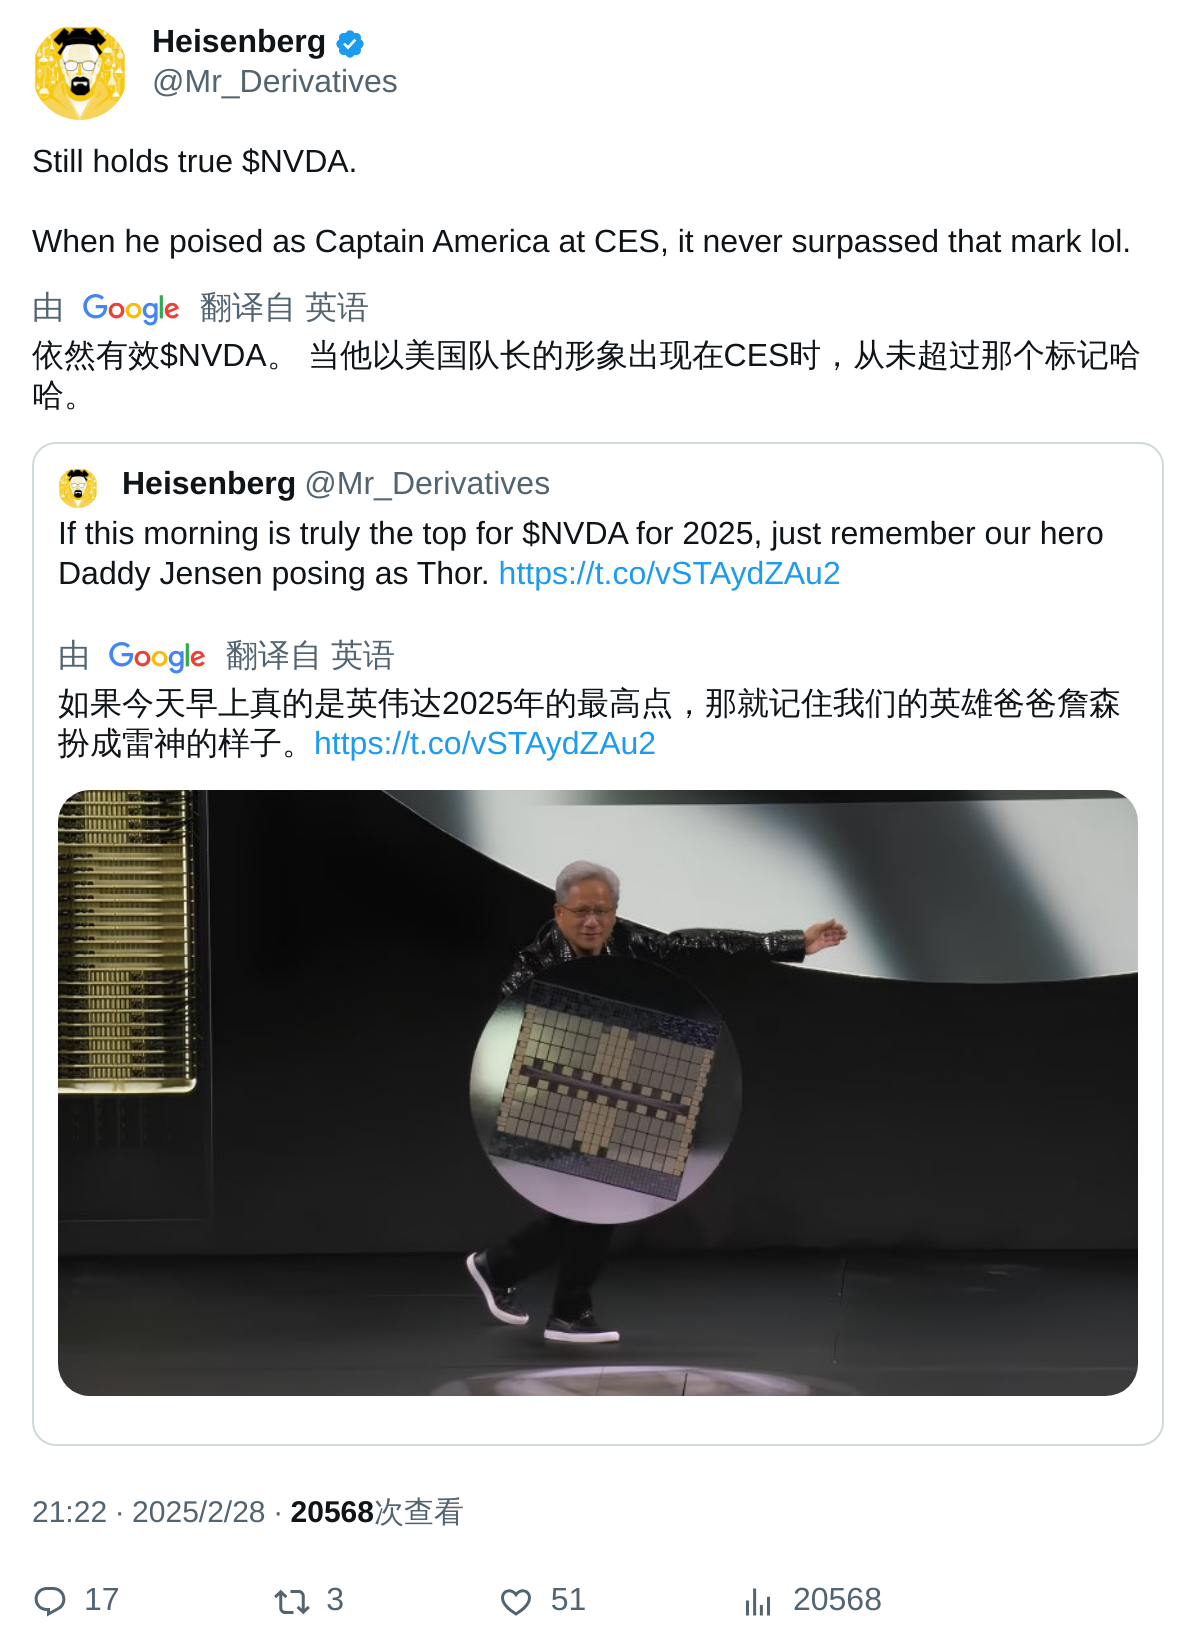 Heisenberg
@Mr_Derivatives
Still holds true $NVDA.
When he poised as Captain America at CES, it never surpassed that mark lol.
由 Google 翻译自 英语
依然有效$NVDA。 当他以美国队长的形象出现在CES时，从未超过那个标记哈
哈。
Heisenberg @Mr_Derivatives
If this morning is truly the top for $NVDA for 2025, just remember our hero
Daddy Jensen posing as Thor. https://t.co/vSTAydZAu2
由 Google 翻译自 英语
如果今天早上真的是英伟达2025年的最高点，那就记住我们的英雄爸爸詹森
扮成雷神的样子。https://t.co/vSTAydZAu2
21:22 · 2025/2/28 · 20568次查看
17 3 51 20568